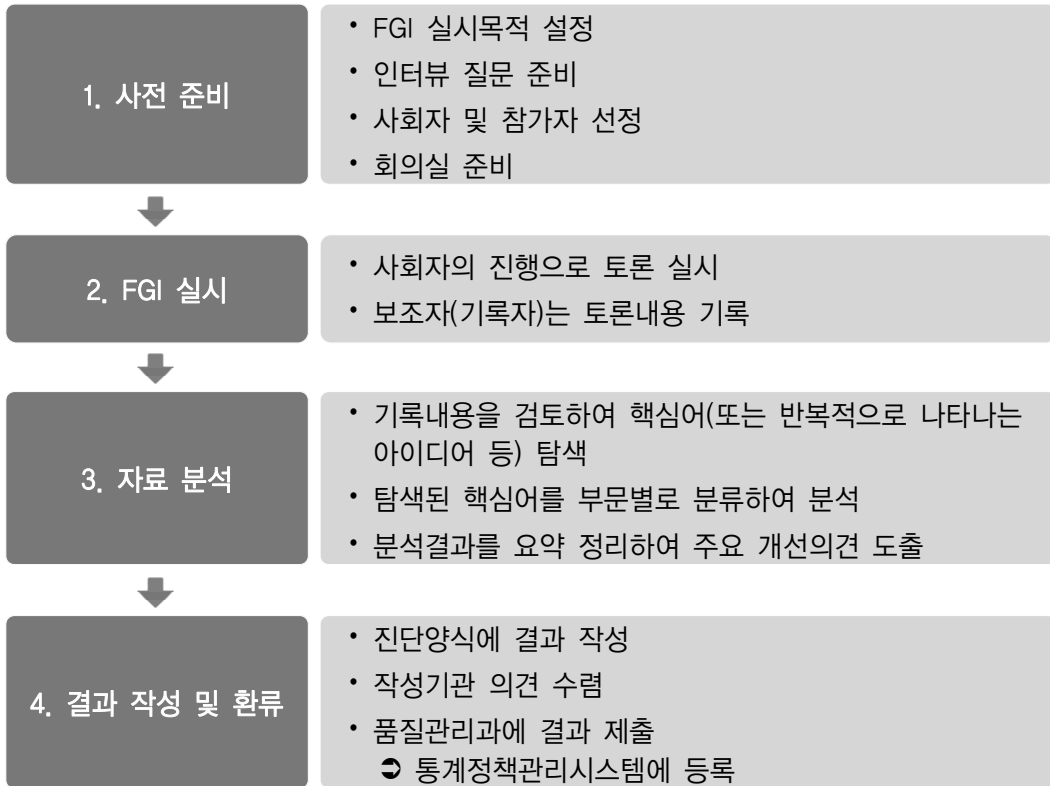 1. 사전 준비
• FGI 실시목적 설정
• 인터뷰 질문 준비
• 사회자 및 참가자 선정
• 회의실 준비
2. FGI 실시
• 사회자의 진행으로 토론 실시
• 보조자(기록자)는 토론내용 기록
3. 자료 분석
• 기록내용을 검토하여 핵심어(또는 반복적으로 나타나는
아이디어 등) 탐색
• 탐색된 핵심어를 부문별로 분류하여 분석
• 분석결과를 요약 정리하여 주요 개선의견 도출
4. 결과 작성 및 환류
• 진단양식에 결과 작성
• 작성기관 의견 수렴
• 품질관리과에 결과 제출
➲ 통계정책관리시스템에 등록